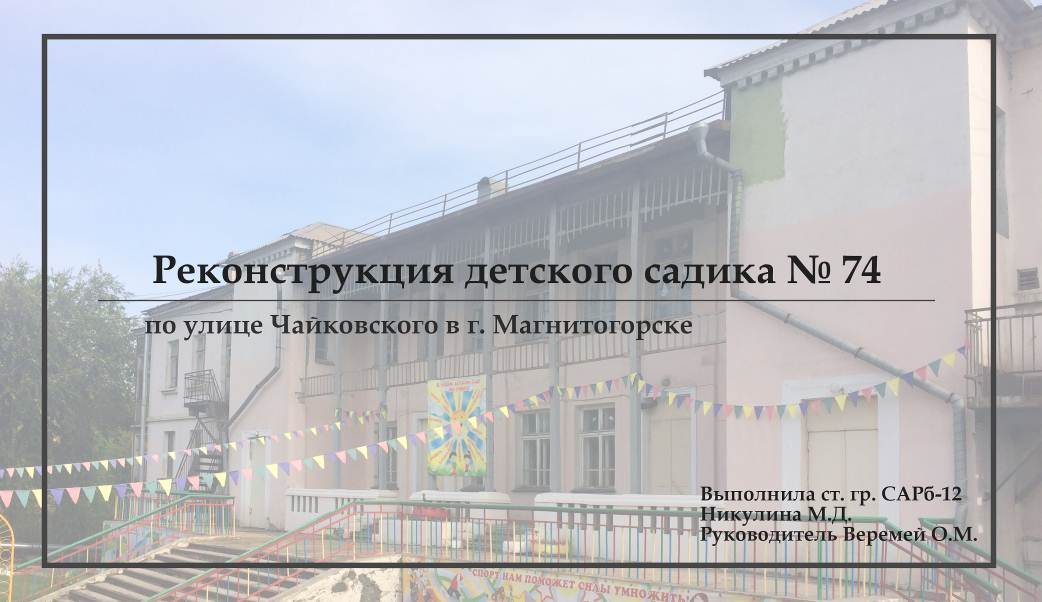 Реконструкция детского садика № 74
по улице Чайковского в г. Магнитогорске
Выполнила ст. гр. САРб-12
Никулина М.Д.
Руководитель Веремей О.М.
СПОРТ НАМ ПОМОЖЕТ СИЛЫ УМНОЖИТЬ!